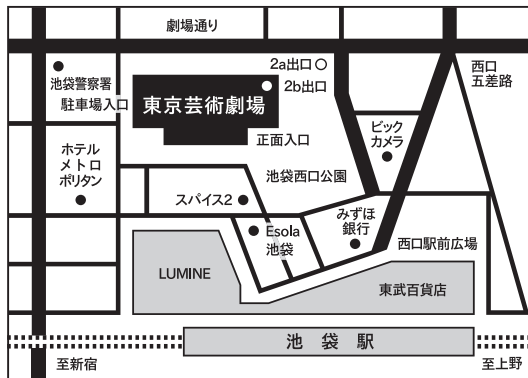 劇場通り
2a出口
2b出口
西口
五差路
池袋警察署
駐車場入口
東京芸術劇場
正面入口
ビック
カメラ
ホテル
メトロ
ポリタン
池袋西口公園
スパイス2
みずほ
銀行
Esola
池袋
西口駅前広場
LUMINE
東武百貨店
池袋駅
至新宿
至上野